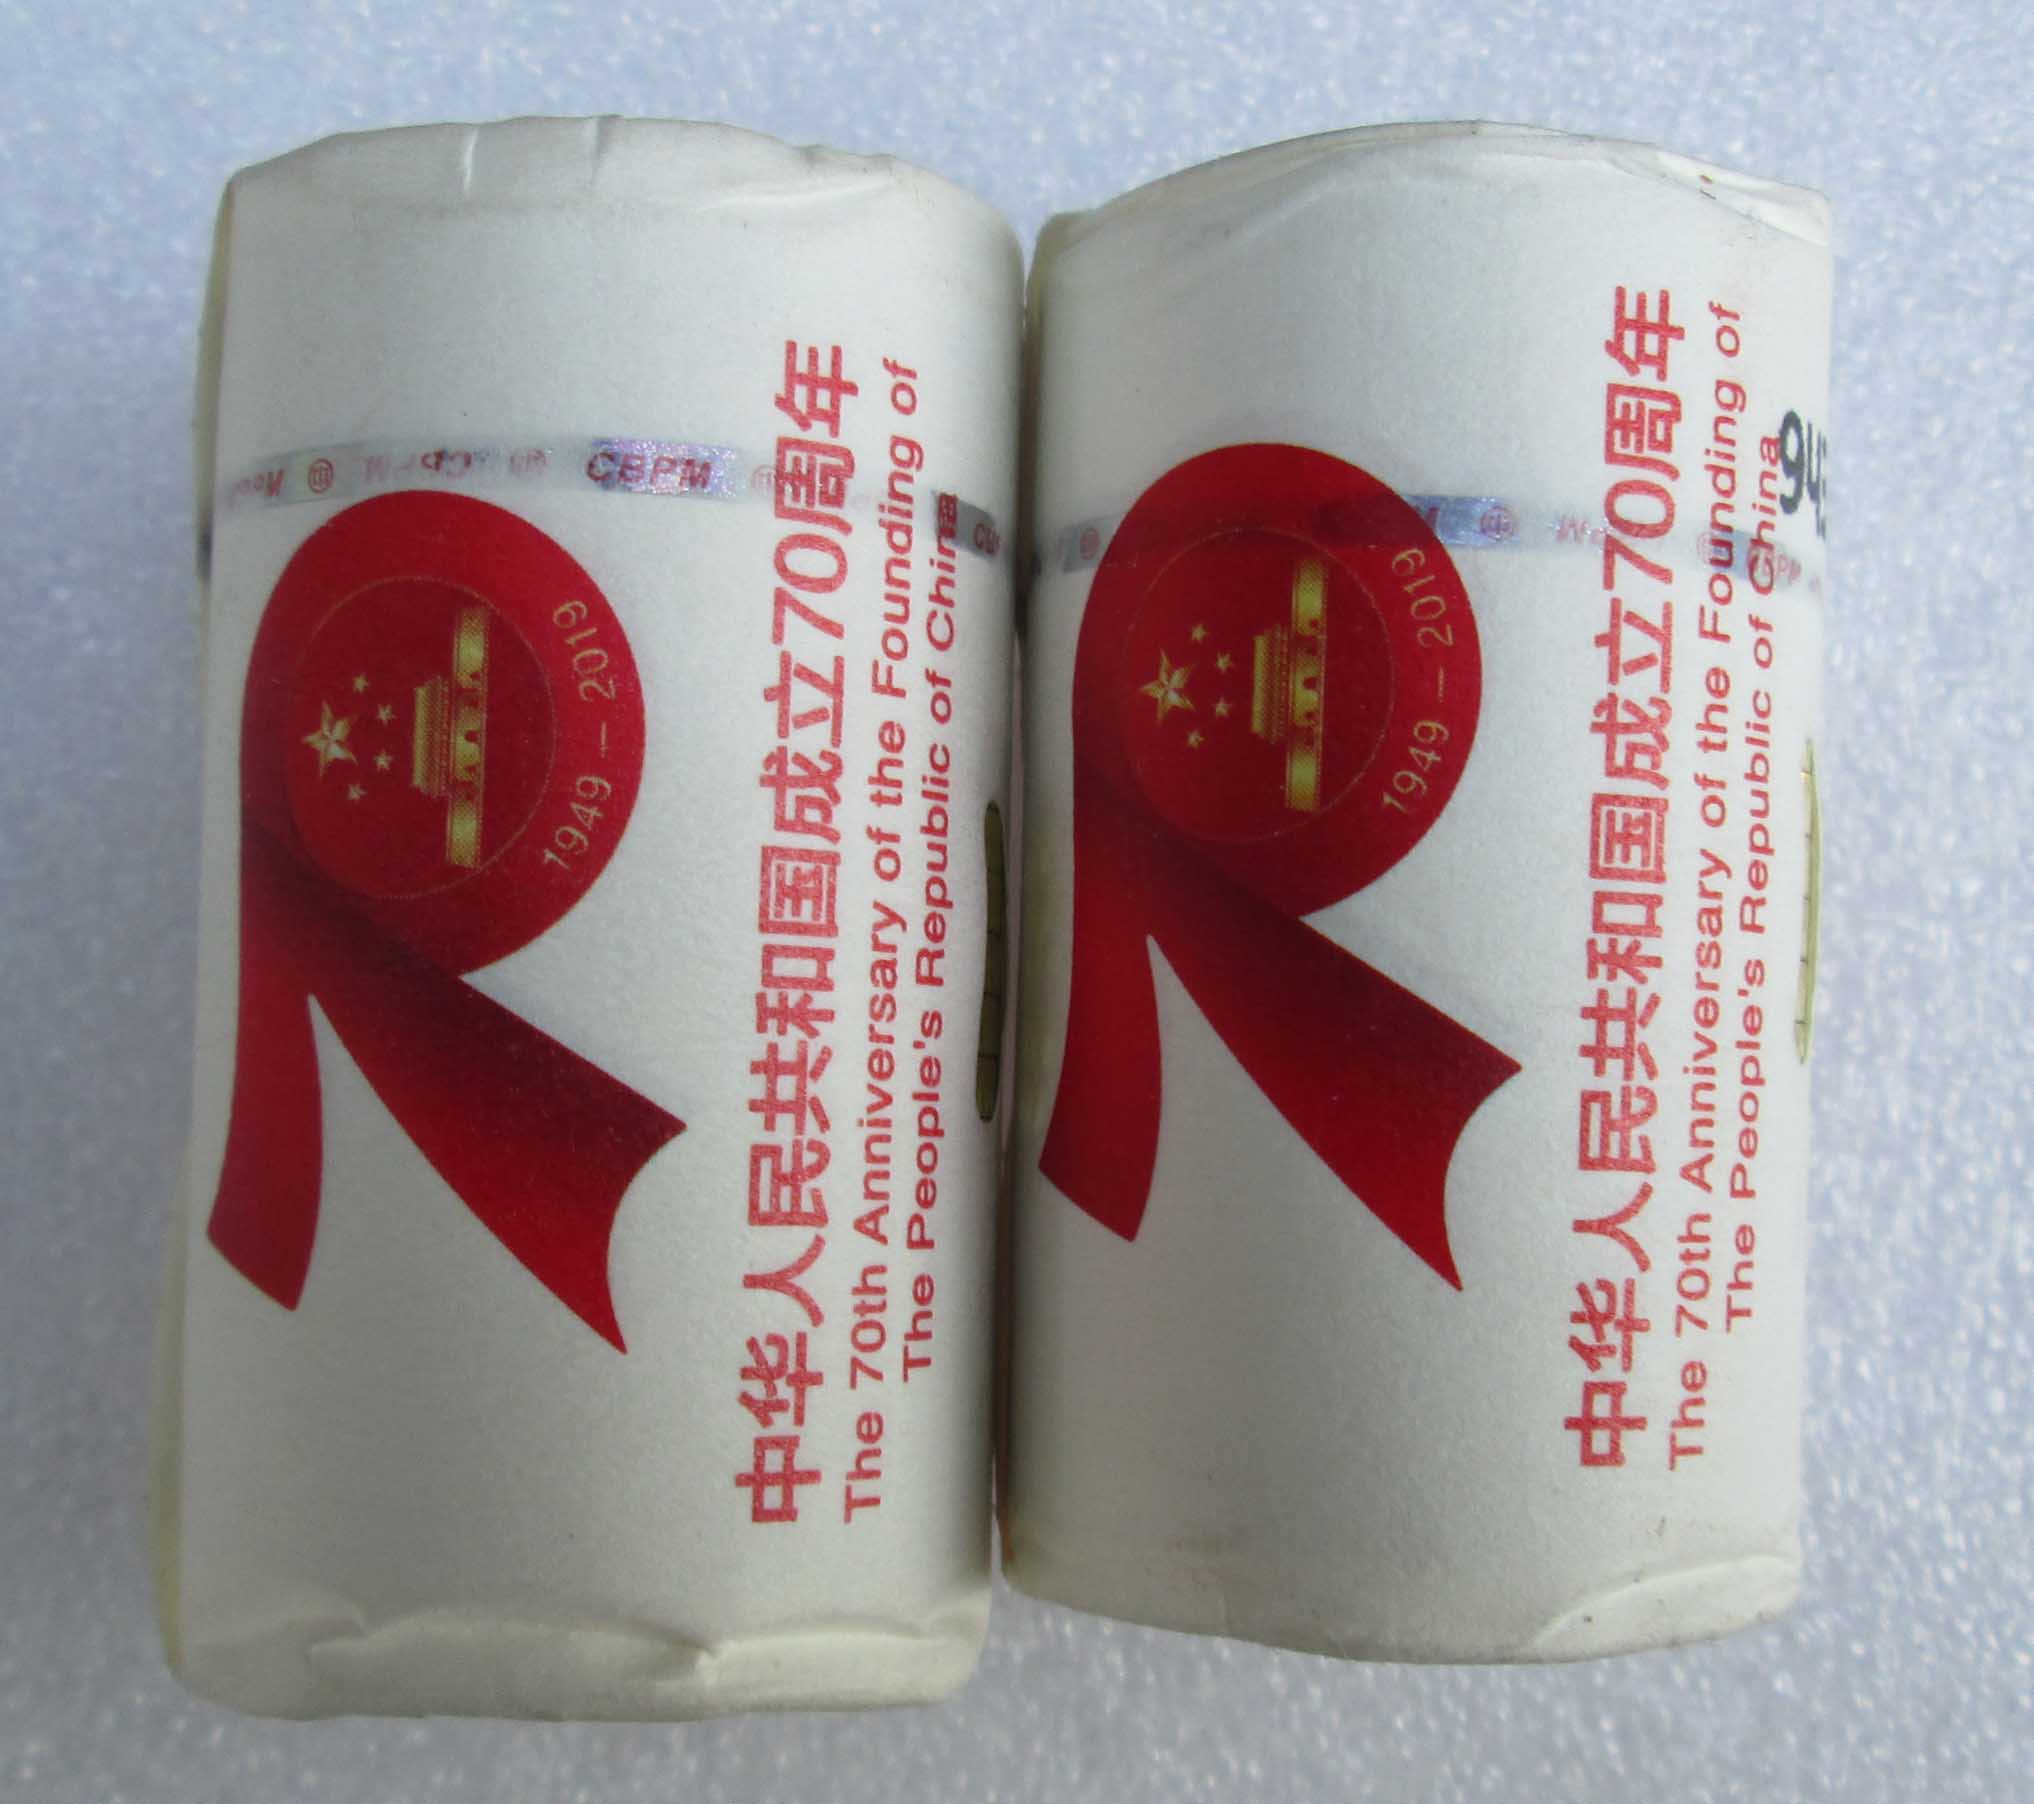 CBPM
1949 — 2019
中华人民共和国成立70周年
The 70th Anniversary of the Founding of
The People's Republic of China
1949 — 2019
中华人民共和国成立70周年
The 70th Anniversary of the Founding of
The People's Republic of China